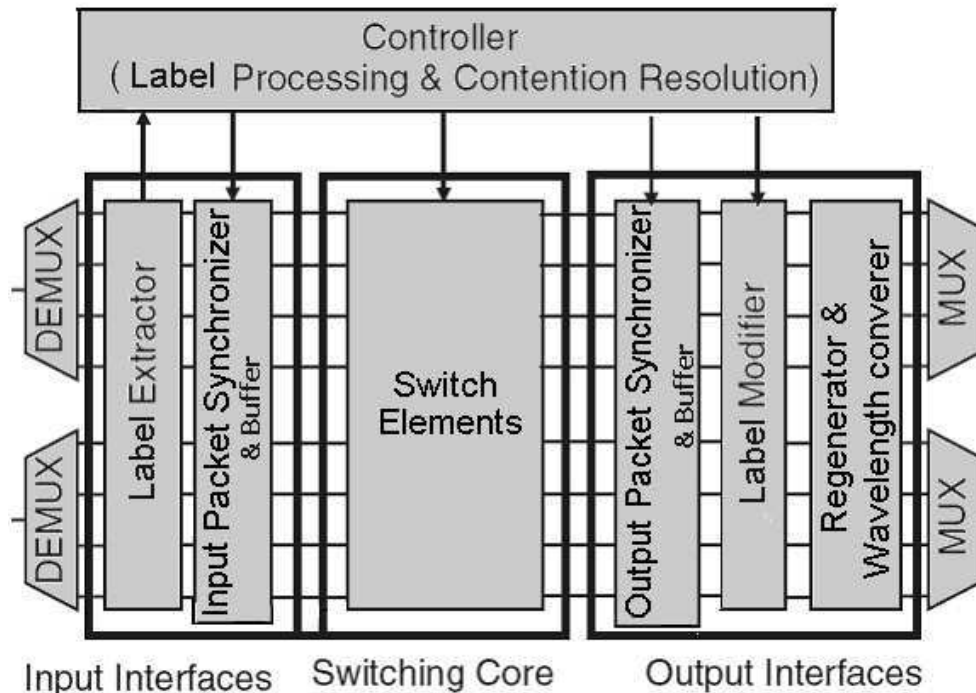 Controller
( Label Processing & Contention Resolution)
DEMUX
DEMUX
Label Extractor
Input Packet Synchronizer
& Buffer
Switch
Elements
Output Packet Synchronizer
& Buffer
Label Modifier
Regenerator &
Wavelength converer
MUX
MUX
Input Interfaces
Switching Core
Output Interfaces